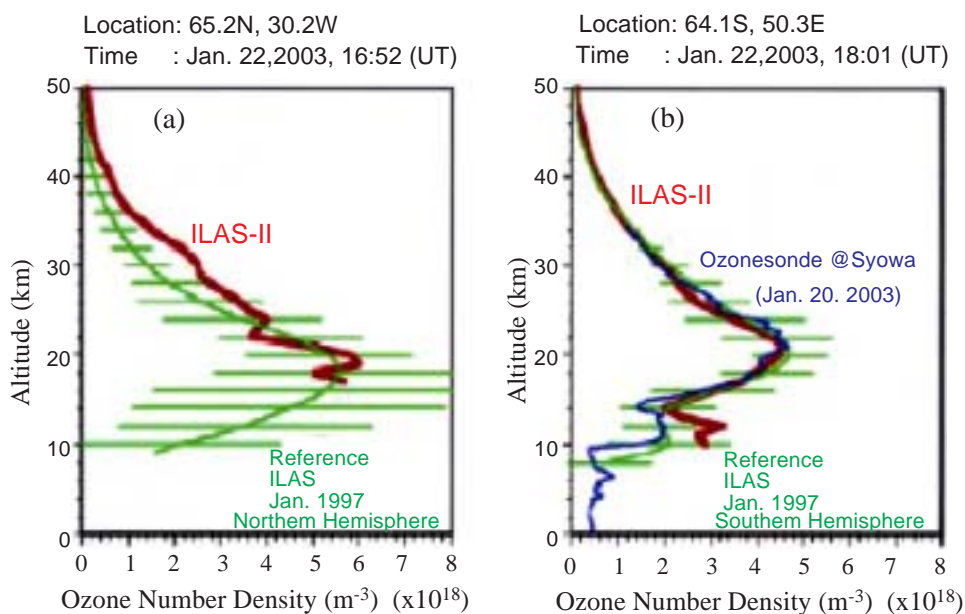 Location: 65.2N, 30.2W
Time : Jan. 22,2003, 16:52 (UT)
(a)
ILAS-II
Reference
ILAS
Jan. 1997
Northem Hemisphere
Altitude (km)
50
40
30
20
10
0
0 1 2 3 4 5 6 7 8
Ozone Number Density (m-3) (x1018)
Location: 64.1S, 50.3E
Time : Jan. 22,2003, 18:01 (UT)
(b)
ILAS-II
Ozonesonde @Syowa
(Jan. 20. 2003)
Reference
ILAS
Jan. 1997
Southem Hemisphere
Altitude (km)
50
40
30
20
10
0
0 1 2 3 4 5 6 7 8
Ozone Number Density (m-3) (x1018)